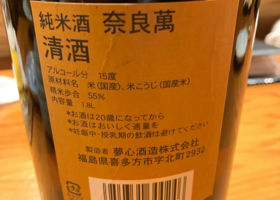 純米酒 奈良萬
清酒
アルコール分 15度
原材料名 米(国産)、米こうじ(国産米)
精米歩合 55%
内容量 1.8L
*お酒は20歳になってから
*お酒はおいしく適量を
*妊娠中・授乳期の飲酒は避けてください
製造者 夢心酒造株式会社
福島県喜多方市字北町2932